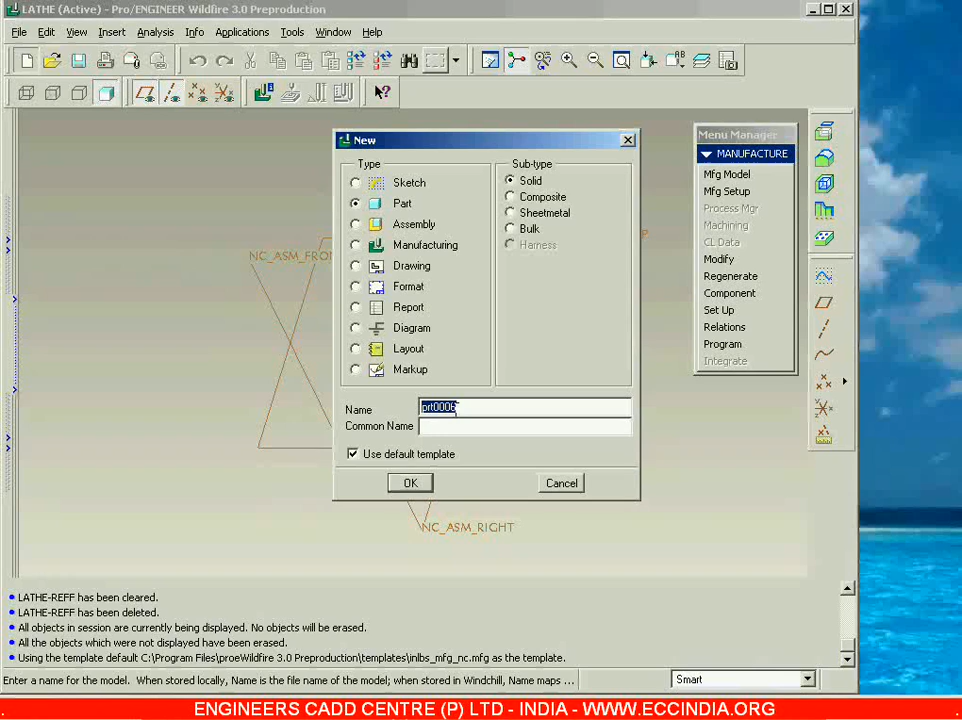 LATHE (Active) - Pro/ENGINEER Wildfire 3.0 Preproduction
File Edit View Insert Analysis Info Applications Tools Window Help
New
Type
Sketch
Part
Assembly
Manufacturing
Drawing
Format
Report
Diagram
Layout
Markup
Sub-type
Solid
Composite
Sheetmetal
Bulk
Harness
Name prt0006
Common Name
Use default template
OK Cancel
Menu Manager
MANUFACTURE
Mfg Model
Mfg Setup
Process Mgr
Machining
CL Data
Modify
Regenerate
Component
Set Up
Relations
Program
Integrate
NC_ASM_FRON
P
NC_ASM_RIGHT
LATHE-REFF has been cleared.
LATHE-REFF has been deleted.
All objects in session are currently being displayed. No objects will be erased.
All the objects which were not displayed have been erased.
Using the template default C:\Program Files\proeWildfire 3.0 Preproduction\templates\inlbs_mfg_nc.mfg as the template.
Enter a name for the model. When stored locally, Name is the file name of the model; when stored in Windchill, Name maps ...
Smart
ENGINEERS CADD CENTRE (P) LTD - INDIA - WWW.ECCINDIA.ORG